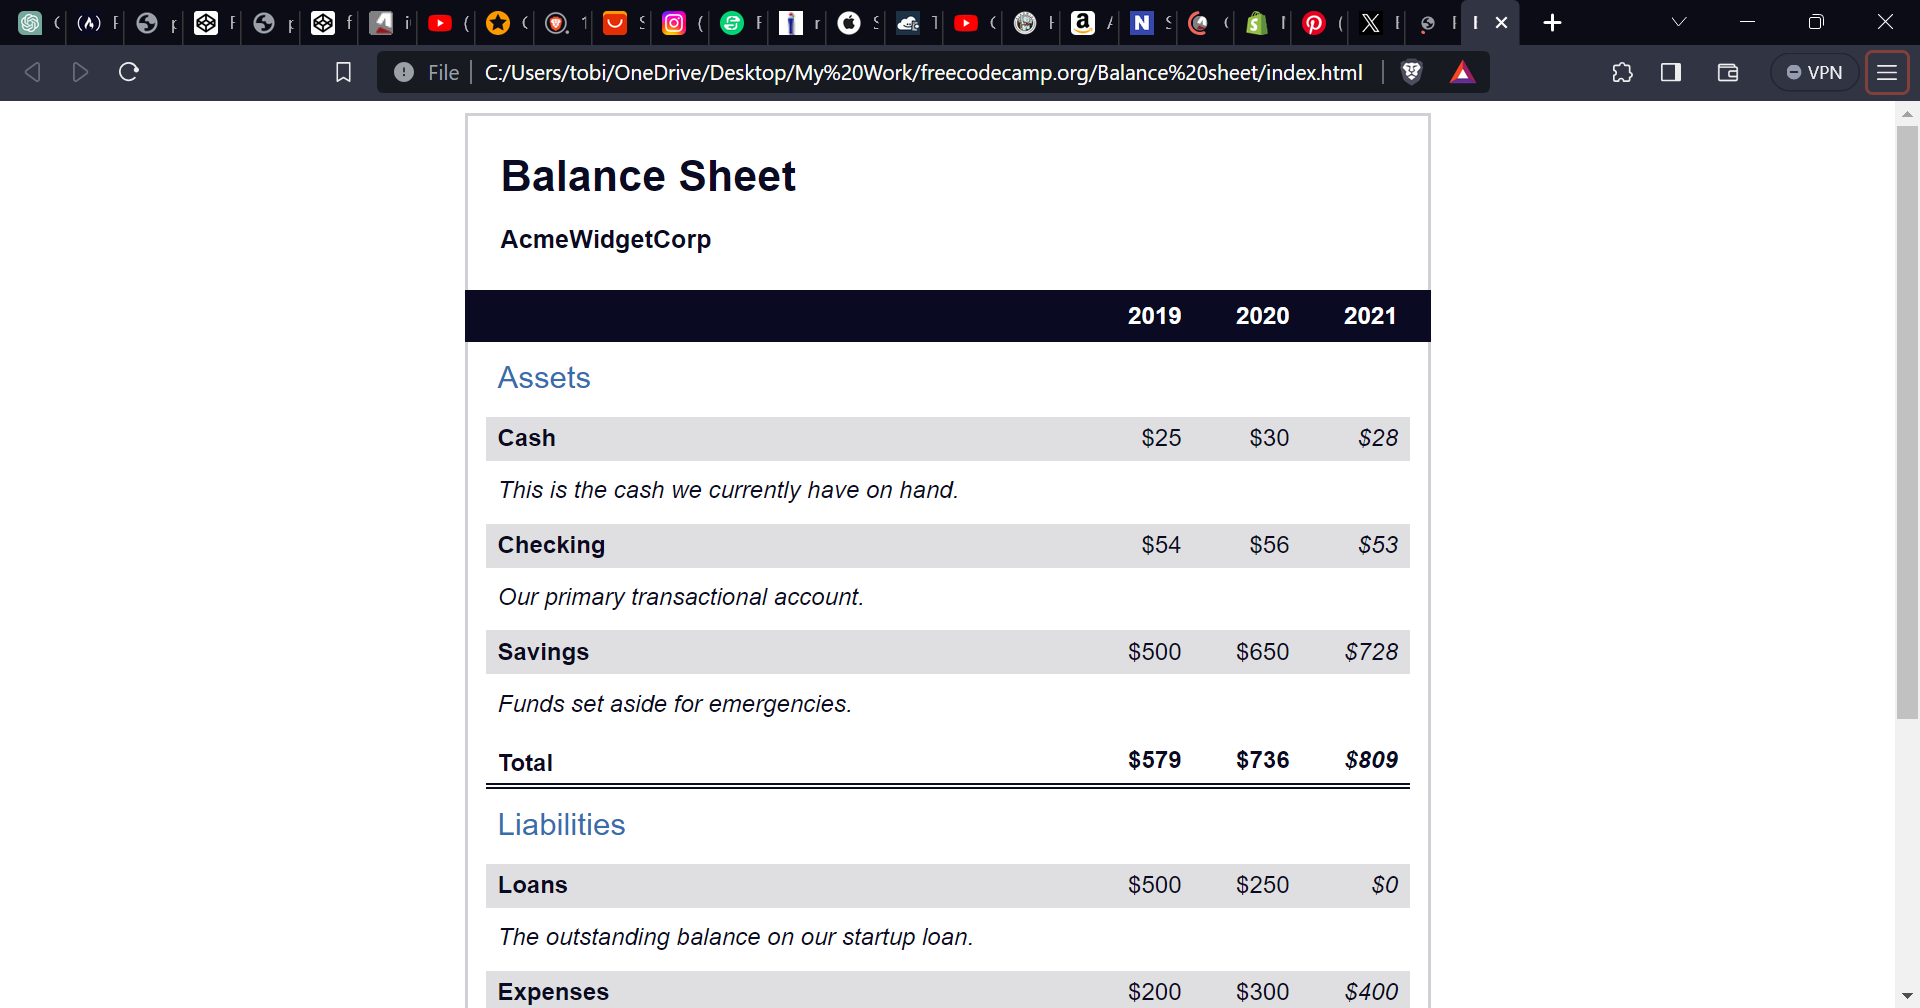 File
C:/Users/tobi/OneDrive/Desktop/My%20Work/freecodecamp.org/Balance%20sheet/index.html
VPN
Balance Sheet
AcmeWidgetCorp
2019 2020 2021
Assets
Cash $25 $30 $28
This is the cash we currently have on hand.
Checking $54 $56 $53
Our primary transactional account.
Savings $500 $650 $728
Funds set aside for emergencies.
Total $579 $736 $809
Liabilities
Loans $500 $250 $0
The outstanding balance on our startup loan.
Expenses $200 $300 $400